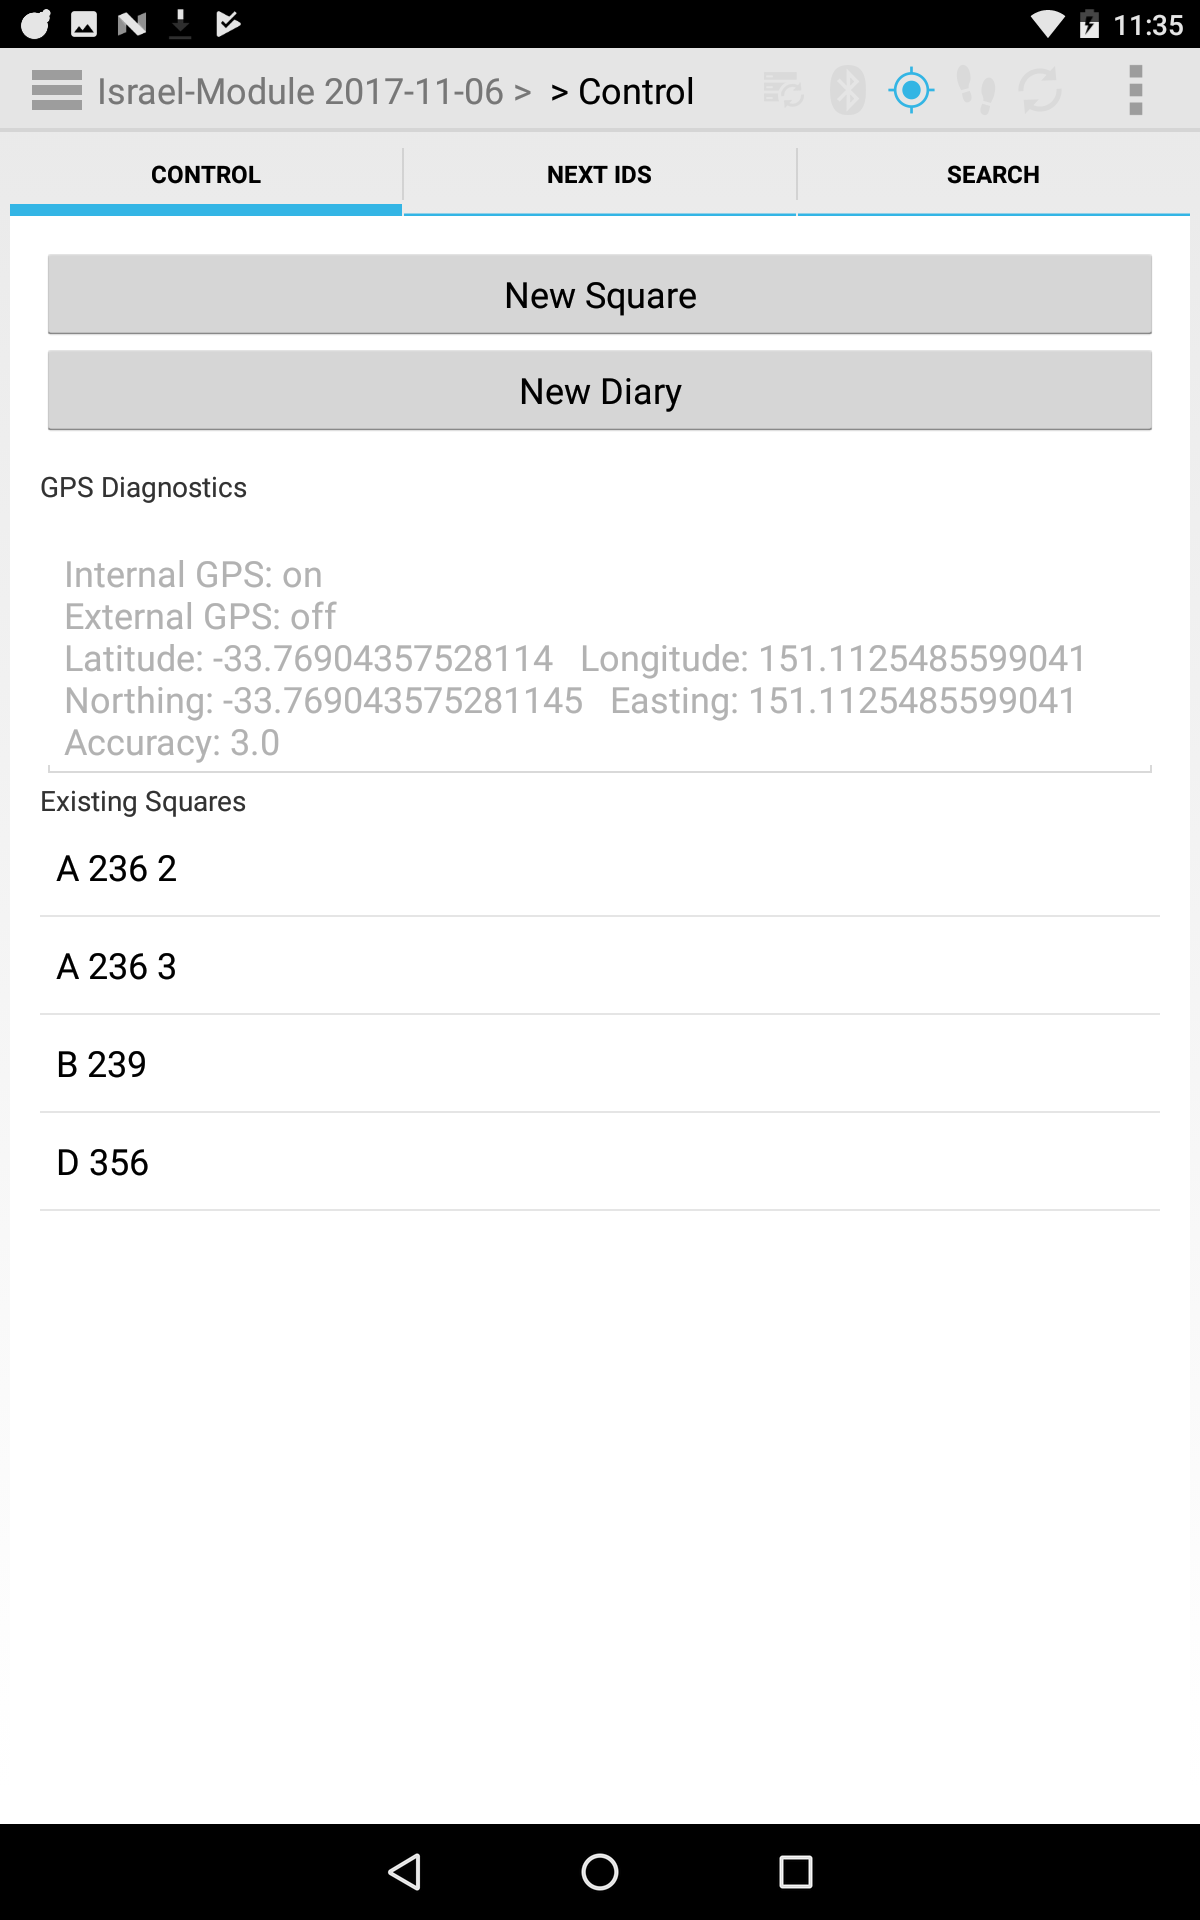 11:35
Israel-Module 2017-11-06 > > Control
CONTROL
NEXT IDS
SEARCH
New Square
New Diary
GPS Diagnostics
Internal GPS: on
External GPS: off
Latitude: -33.76904357528114 Longitude: 151.1125485599041
Northing: -33.769043575281145 Easting: 151.1125485599041
Accuracy: 3.0
Existing Squares
A 236 2
A 236 3
B 239
D 356